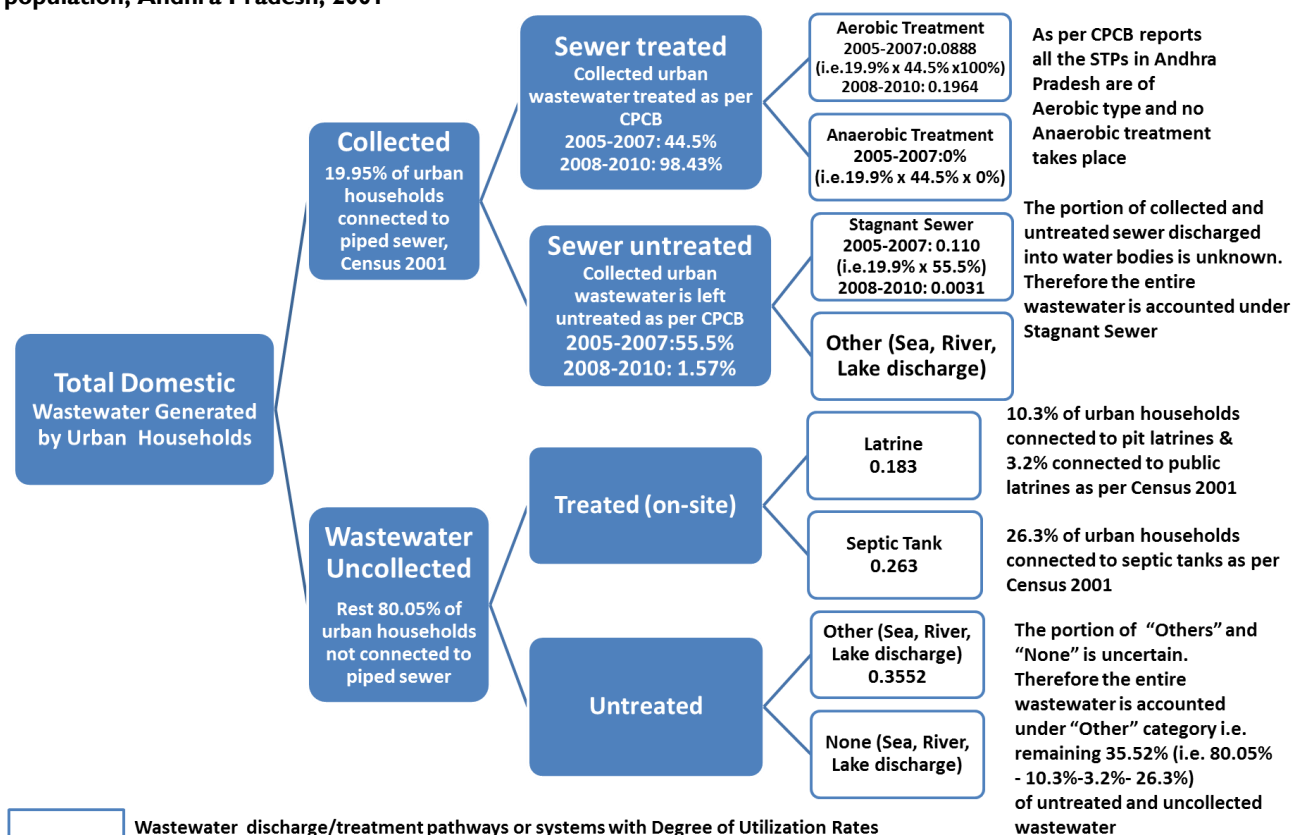 population, Andhra Pradesh, 2001
Total Domestic
Wastewater Generated
by Urban Households
Collected
19.95% of urban
households
connected to
piped sewer,
Census 2001
Wastewater
Uncollected
Rest 80.05% of
urban households
not connected to
piped sewer
Sewer treated
Collected urban
wastewater treated as per
CPCB
2005-2007: 44.5%
2008-2010: 98.43%
Sewer untreated
Collected urban
wastewater is left
untreated as per CPCB
2005-2007:55.5%
2008-2010: 1.57%
Treated (on-site)
Untreated
Aerobic Treatment
2005-2007:0.0888
(i.e.19.9% x 44.5% x100%)
2008-2010: 0.1964
Anaerobic Treatment
2005-2007:0%
(i.e.19.9% x 44.5% x 0%)
Stagnant Sewer
2005-2007: 0.110
(i.e.19.9% x 55.5%)
2008-2010: 0.0031
Other (Sea, River,
Lake discharge)
Latrine
0.183
Septic Tank
0.263
Other (Sea, River,
Lake discharge)
0.3552
None (Sea, River,
Lake discharge)
As per CPCB reports
all the STPs in Andhra
Pradesh are of
Aerobic type and no
Anaerobic treatment
takes place
The portion of collected and
untreated sewer discharged
into water bodies is unknown.
Therefore the entire
wastewater is accounted under
Stagnant Sewer
10.3% of urban households
connected to pit latrines &
3.2% connected to public
latrines as per Census 2001
26.3% of urban households
connected to septic tanks as per
Census 2001
The portion of “Others” and
“None” is uncertain.
Therefore the entire
wastewater is accounted
under “Other” category i.e.
remaining 35.52% (i.e. 80.05%
- 10.3%-3.2%- 26.3%)
of untreated and uncollected
wastewater
Wastewater discharge/treatment pathways or systems with Degree of Utilization Rates